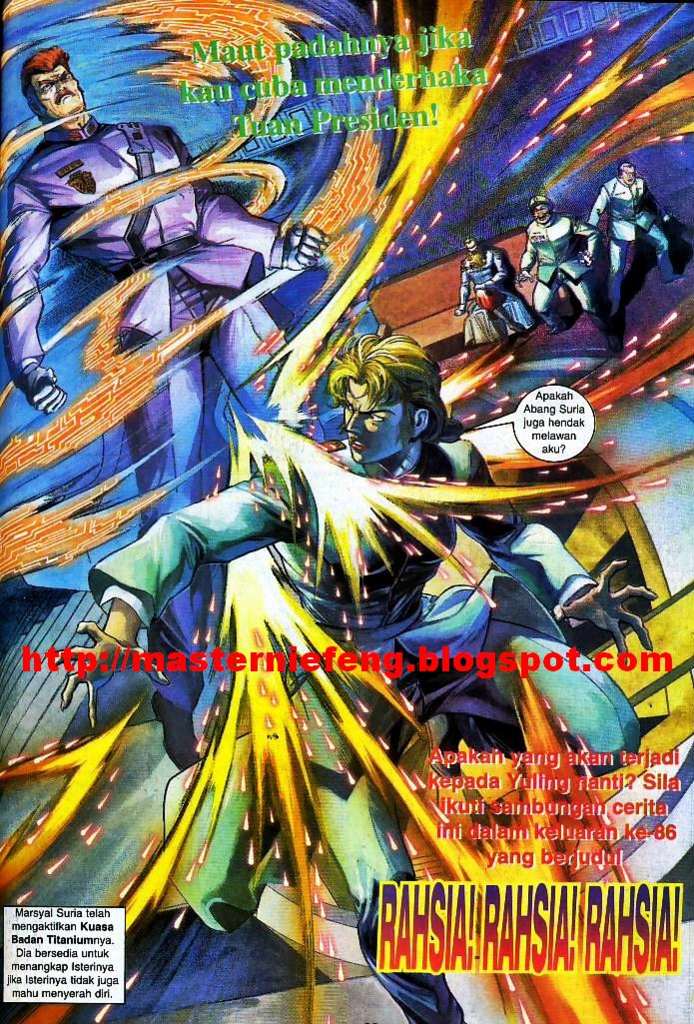 Maut padahnya jika
kau cuba menderhaka
Tuan Presiden!
Apakah
Abang Suria
juga hendak
melawan
aku?
http://masterniefeng.blogspot.com
Apakah yang akan terjadi
kepada Yuling nanti? Sila
ikuti sambungan cerita
ini dalam keluaran ke-86
yang berjudul
RAHSIA! RAHSIA! RAHSIA!
Marsyal Suria telah
mengaktifkan Kuasa
Badan Titaniumnya.
Dia bersedia untuk
menangkap Isterinya
jika Isterinya tidak juga
mahu menyerah diri.